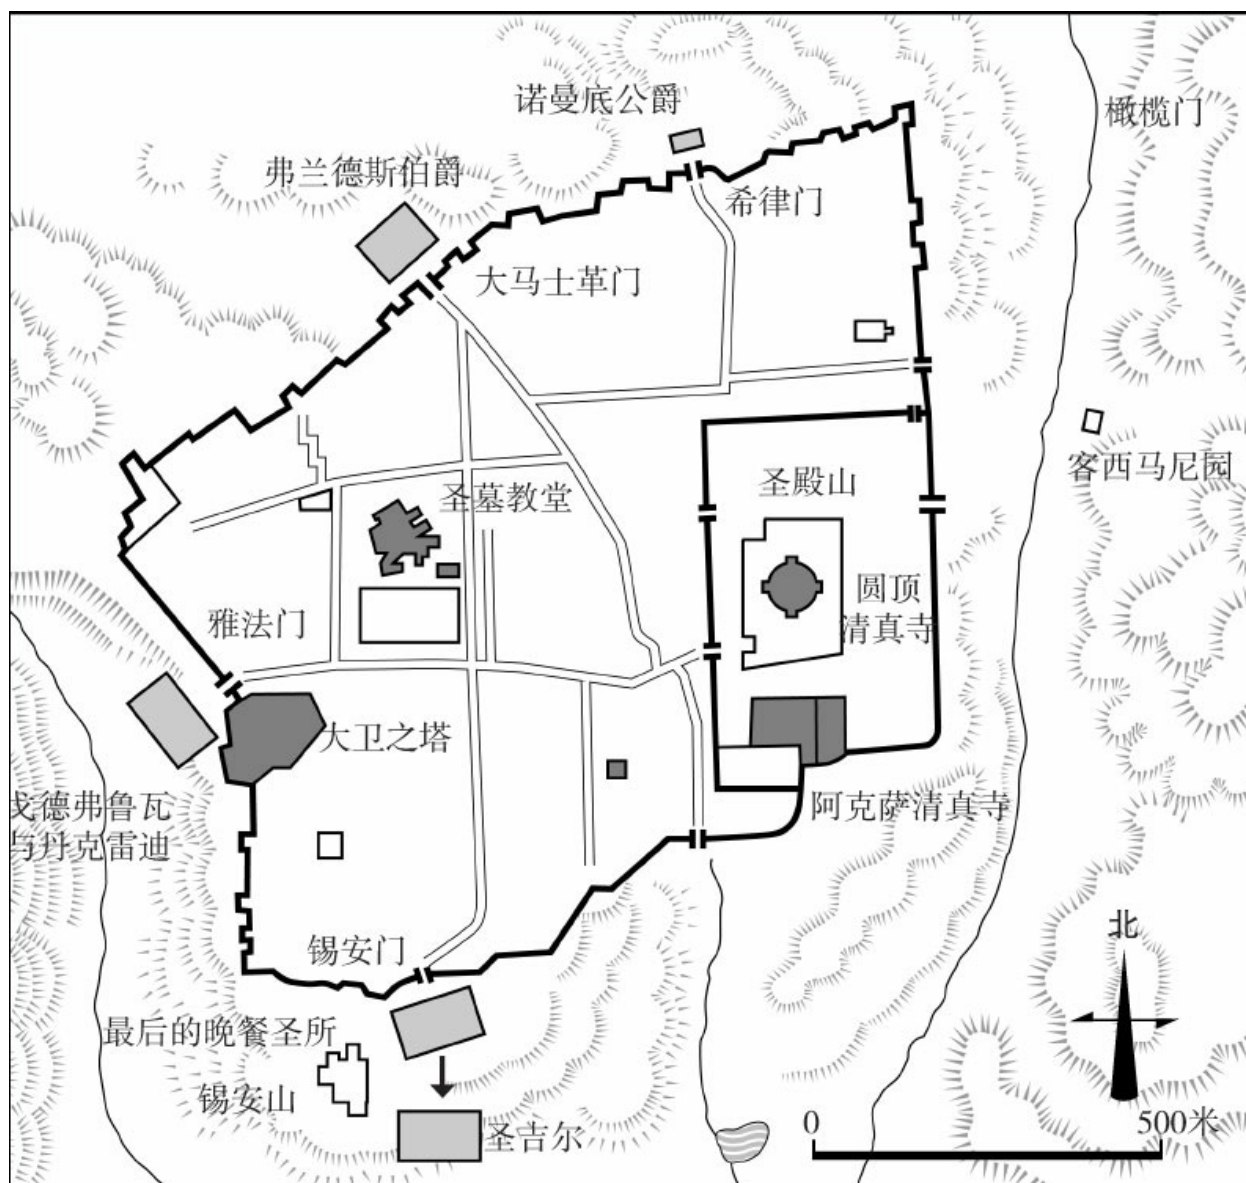 诺曼底公爵
橄榄门
弗兰德斯伯爵
希律门
大马士革门
客西马尼园
圣殿山
圣墓教堂
圆顶
清真寺
雅法门
大卫之塔
戈德弗鲁瓦
与丹克雷迪
阿克萨清真寺
北
锡安门
最后的晚餐圣所
锡安山
圣吉尔
0
500米